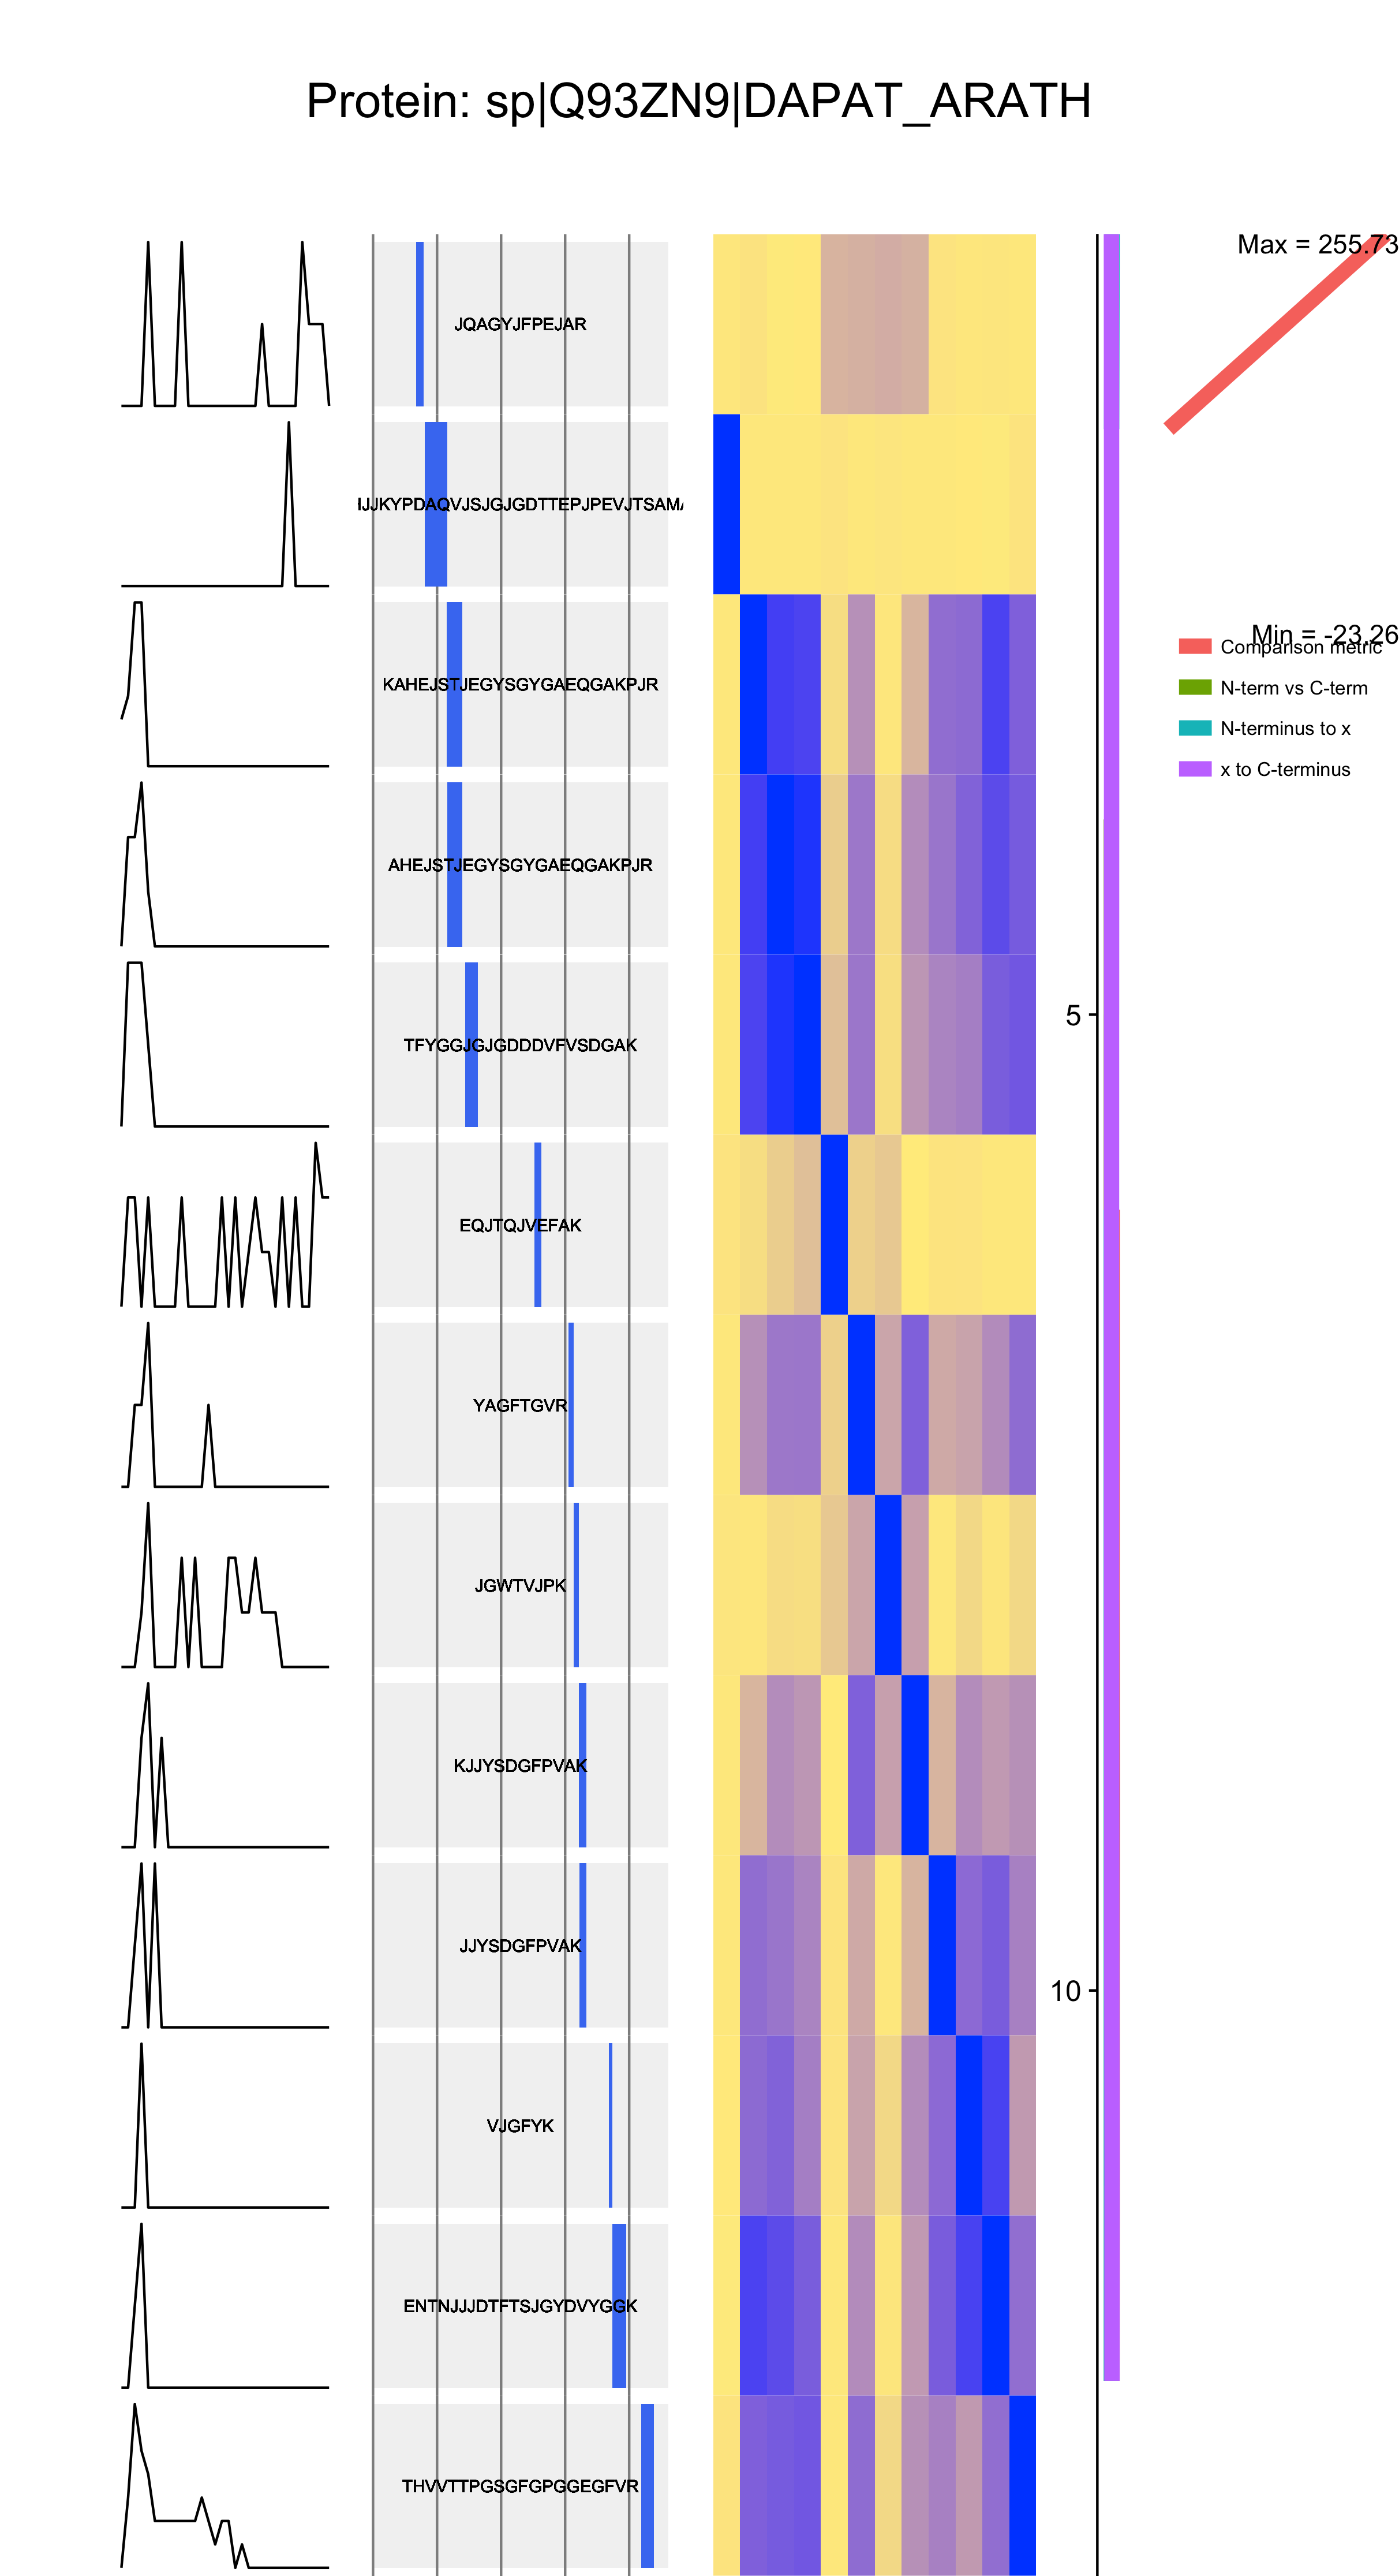 Protein: sp|Q93ZN9|DAPAT_ARATH
Max = 255.73
JQAGYJFPEJAR
JJKYPDAQVJSJGJGDTTEPJPEVJTSAM
Min = -23.26
Comparison metric
KAHEJSTJEGYSGYGAEQGAKPJR
N-term vs C-term
N-terminus to x
x to C-terminus
AHEJSTJEGYSGYGAEQGAKPJR
5
TFYGGJGJGDDDVFVSDGAK
EQJTQJVEFAK
YAGFTGVR
JGWTVJPK
KJJYSDGFPVAK
JJYSDGFPVAK
10
VJGFYK
ENTNJJJDTFTSJGYDVYGGK
THVVTTPGSGFGPGGEGFVR